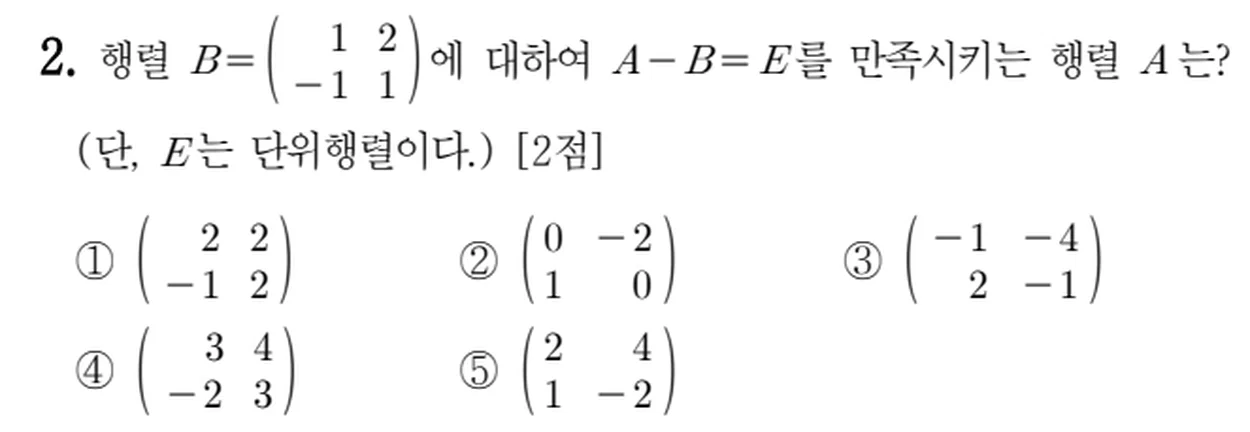 2. 행렬 B=( 1 2
-1 1 )에 대하여 A-B=E를 만족시키는 행렬 A는?
(단, E는 단위행렬이다.) [2점]
① ( 2 2
-1 2 )
② ( 0 -2
1 0 )
③ ( -1 -4
2 -1 )
④ ( 3 4
-2 3 )
⑤ ( 2 4
1 -2 )